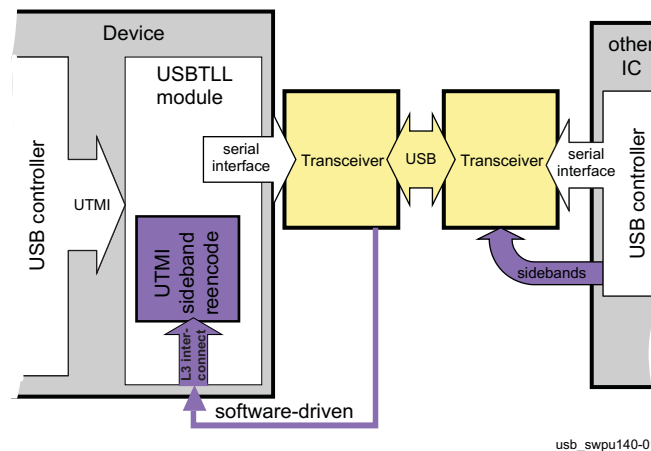 Device
USBTLL
module
USB controller
UTMI
serial
interface
Transceiver
USB
Transceiver
serial
interface
other
IC
USB controller
UTMI
sideband
reencode
sidebands
L3 inter-
connect
software-driven
usb_swpu140-0